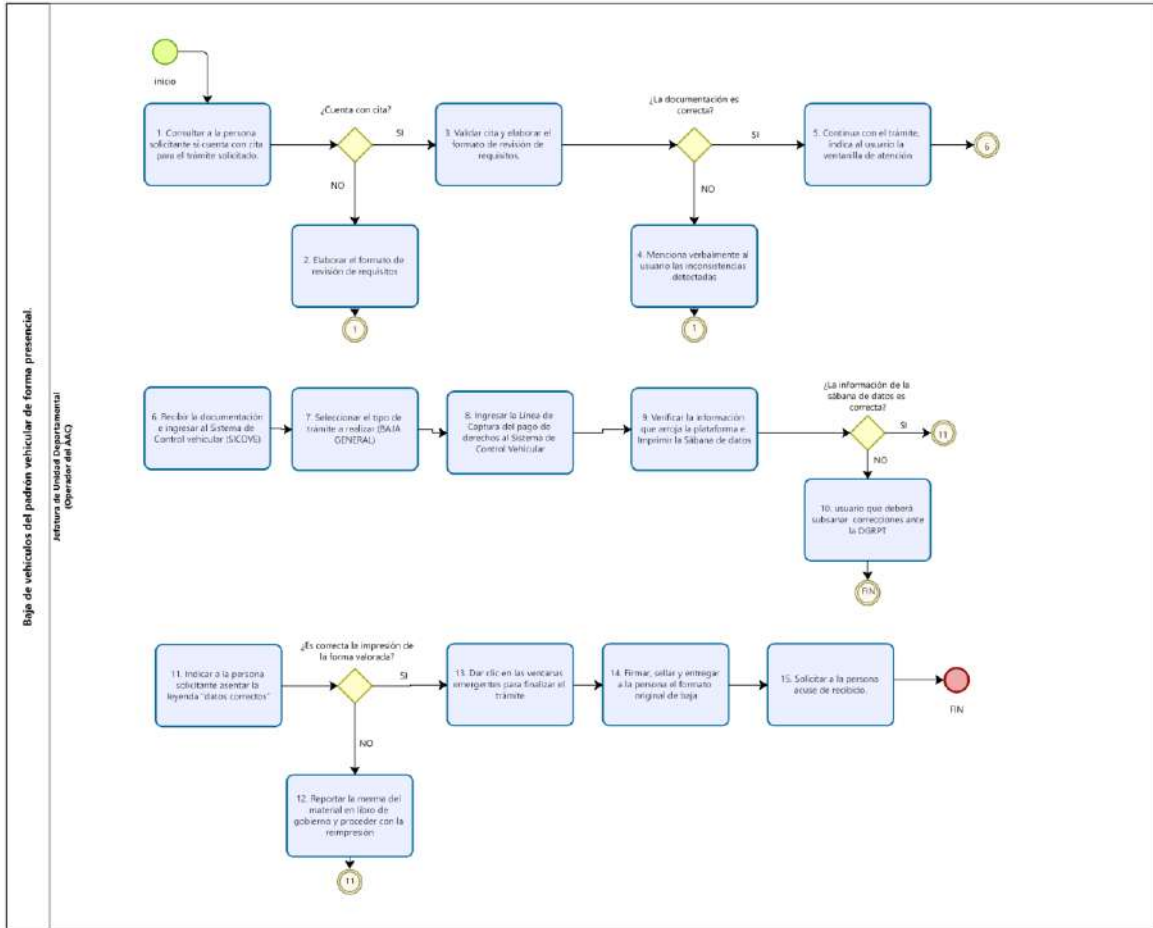 Baja de vehículos del padrón vehicular de forma presencial.
Jefatura de Unidad Departamental
(Operador del AAC)
Inicio
1. Consultar a la persona
solicitante si cuenta con cita
para el trámite solicitado.
¿Cuenta con cita?
SI
NO
2. Elaborar el formato de
revisión de requisitos
1
3. Validar cita y elaborar el
formato de revisión de
requisitos.
¿La documentación es
correcta?
SI
NO
4. Menciona verbalmente al
usuario las inconsistencias
detectadas
1
5. Continua con el trámite,
indica al usuario la
ventanilla de atención
6
6. Recibir la documentación
e ingresar al Sistema de
Control vehicular (SICOVE)
7. Seleccionar el tipo de
trámite a realizar (BAJA
GENERAL)
8. Ingresar la Línea de
Captura del pago de
derechos al Sistema de
Control Vehicular
9. Verificar la información
que arroja la plataforma e
Imprimir la Sábana de datos
¿La información de la
sábana de datos es
correcta?
SI
11
NO
10. usuario que deberá
subsanar correcciones ante
la DGRPT
FIN
11. Indicar a la persona
solicitante asentar la
leyenda "datos correctos"
¿Es correcta la impresión de
la forma valorada?
SI
NO
12. Reportar la merma del
material en libro de
gobierno y proceder con la
reimpresión
11
13. Dar clic en las ventanas
emergentes para finalizar el
trámite
14. Firmar, sellar y entregar
a la persona el formato
original de baja
15. Solicitar a la persona
acuse de recibido.
FIN